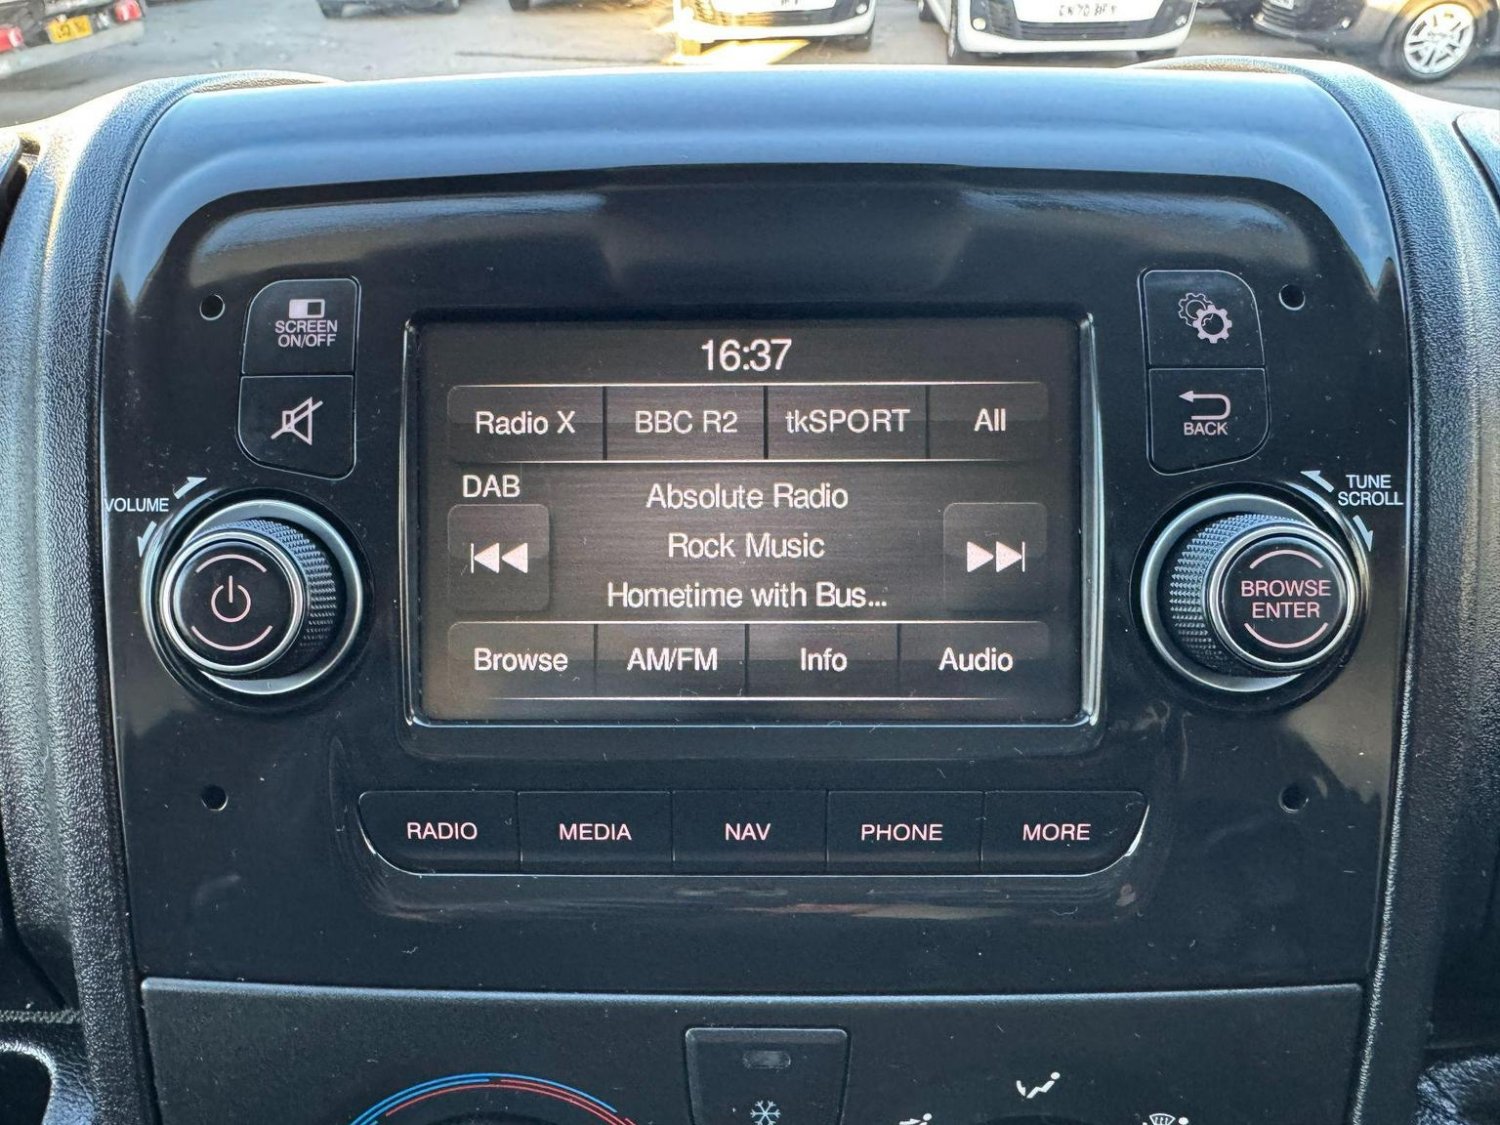 SCREEN
ON/OFF
VOLUME
16:37
Radio X
BBC R2
tkSPORT
All
DAB
Absolute Radio
Rock Music
Hometime with Bus...
Browse
AM/FM
Info
Audio
BACK
TUNE
SCROLL
BROWSE
ENTER
RADIO
MEDIA
NAV
PHONE
MORE